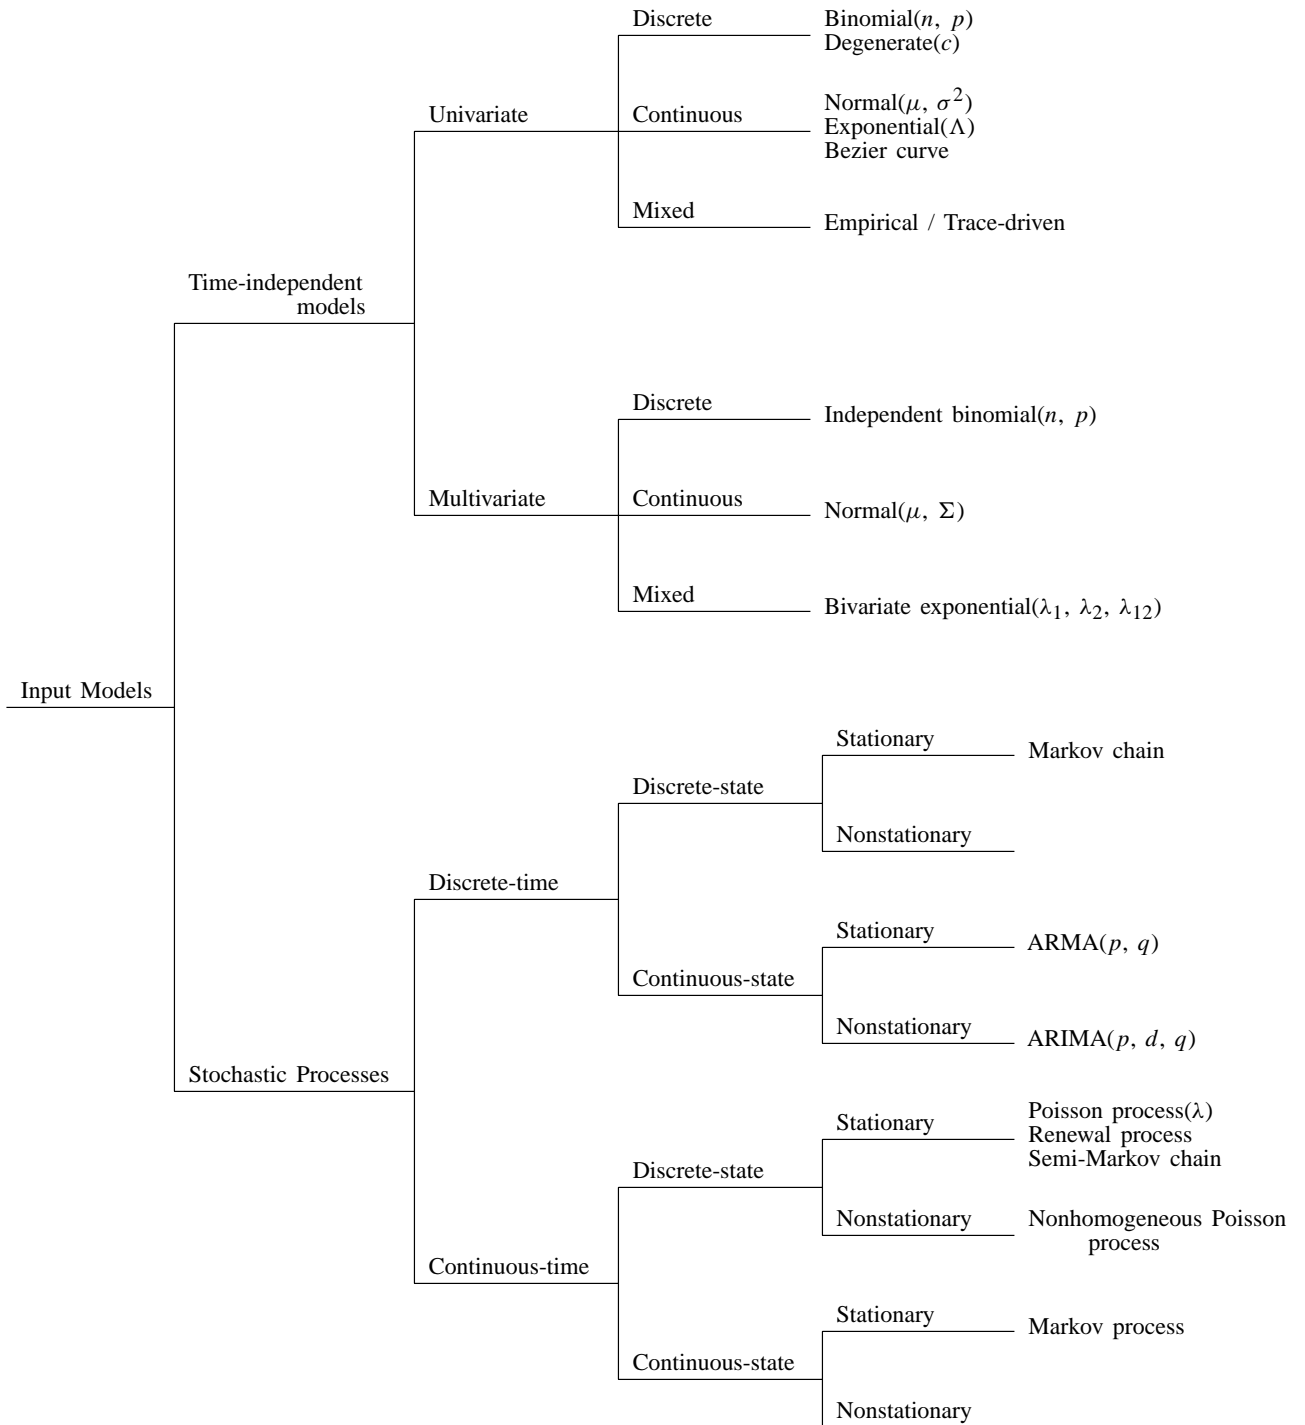 Discrete
Binomial(n, p)
Degenerate(c)
Univariate
Continuous
Normal(μ, σ²)
Exponential(Λ)
Bezier curve
Mixed
Empirical / Trace-driven
Time-independent
models
Discrete
Independent binomial(n, p)
Multivariate
Continuous
Normal(μ, Σ)
Mixed
Bivariate exponential(λ₁, λ₂, λ₁₂)
Input Models
Stationary
Markov chain
Discrete-state
Nonstationary
Discrete-time
Stationary
ARMA(p, q)
Continuous-state
Nonstationary
ARIMA(p, d, q)
Stochastic Processes
Stationary
Poisson process(λ)
Renewal process
Semi-Markov chain
Discrete-state
Nonstationary
Nonhomogeneous Poisson
process
Continuous-time
Stationary
Markov process
Continuous-state
Nonstationary